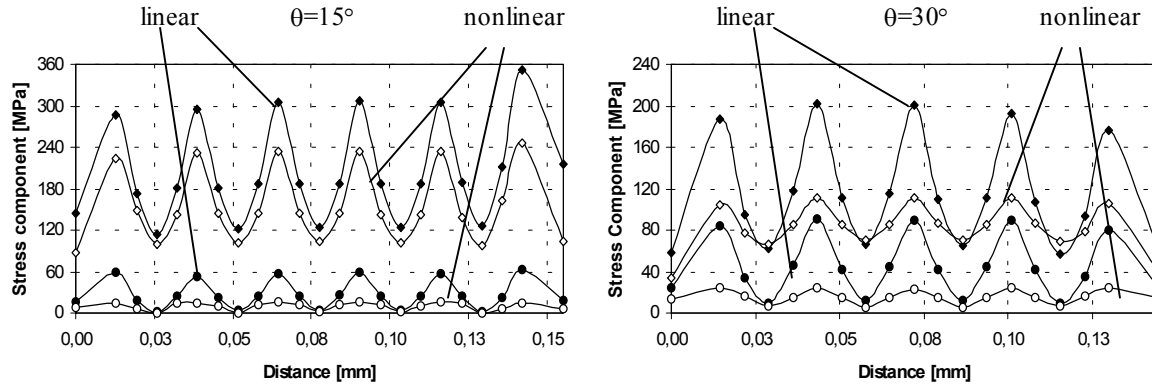 linear θ=15° nonlinear
360
300
240
180
120
60
0
Stress component [MPa]
0,00 0,03 0,05 0,08 0,10 0,13 0,15
Distance [mm]
linear θ=30° nonlinear
240
200
160
120
80
40
0
Stress Component [MPa]
0,00 0,03 0,05 0,08 0,10 0,13
Distance [mm]